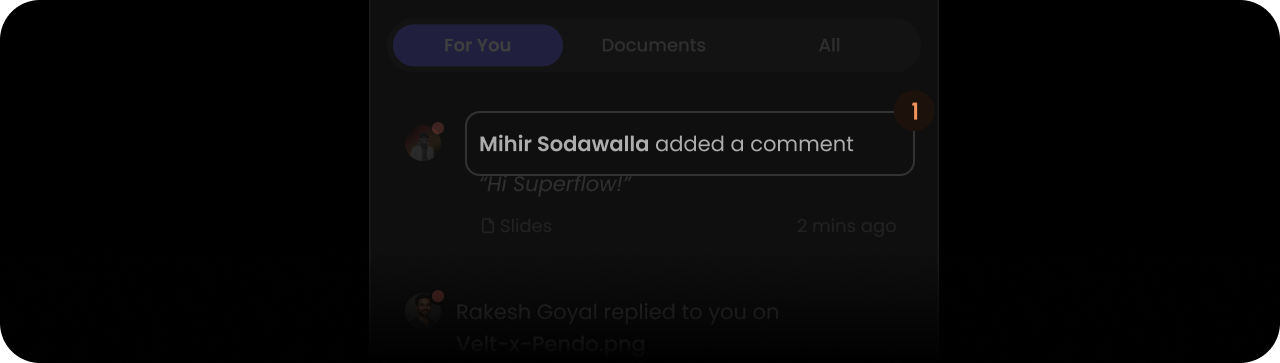 For You Documents All
1
Mihir Sodawalla added a comment
“Hi Superflow!”
Slides 2 mins ago
Rakesh Goyal replied to you on
Velt-x-Pendo.png